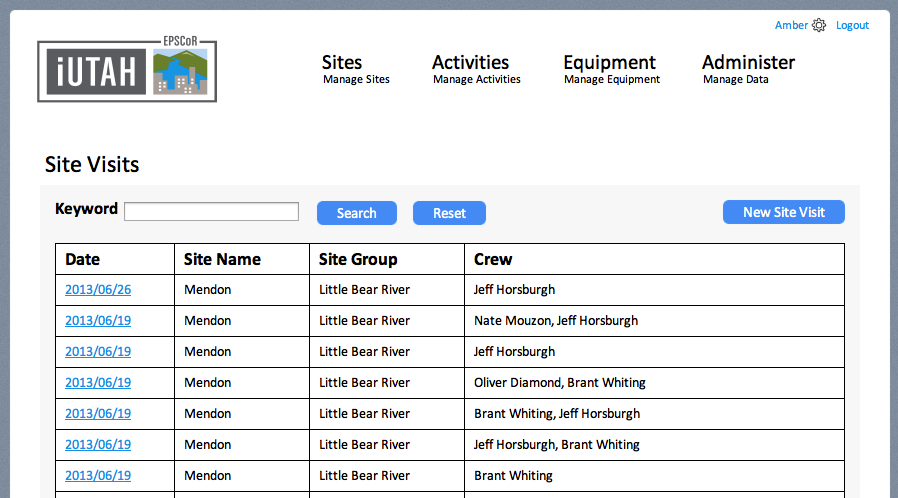 Amber Logout
EPSCoR
iUTAH
Sites Activities Equipment Administer
Manage Sites Manage Activities Manage Equipment Manage Data
Site Visits
Keyword Search Reset New Site Visit
Date Site Name Site Group Crew
2013/06/26 Mendon Little Bear River Jeff Horsburgh
2013/06/19 Mendon Little Bear River Nate Mouzon, Jeff Horsburgh
2013/06/19 Mendon Little Bear River Jeff Horsburgh
2013/06/19 Mendon Little Bear River Oliver Diamond, Brant Whiting
2013/06/19 Mendon Little Bear River Brant Whiting, Jeff Horsburgh
2013/06/19 Mendon Little Bear River Jeff Horsburgh, Brant Whiting
2013/06/19 Mendon Little Bear River Brant Whiting